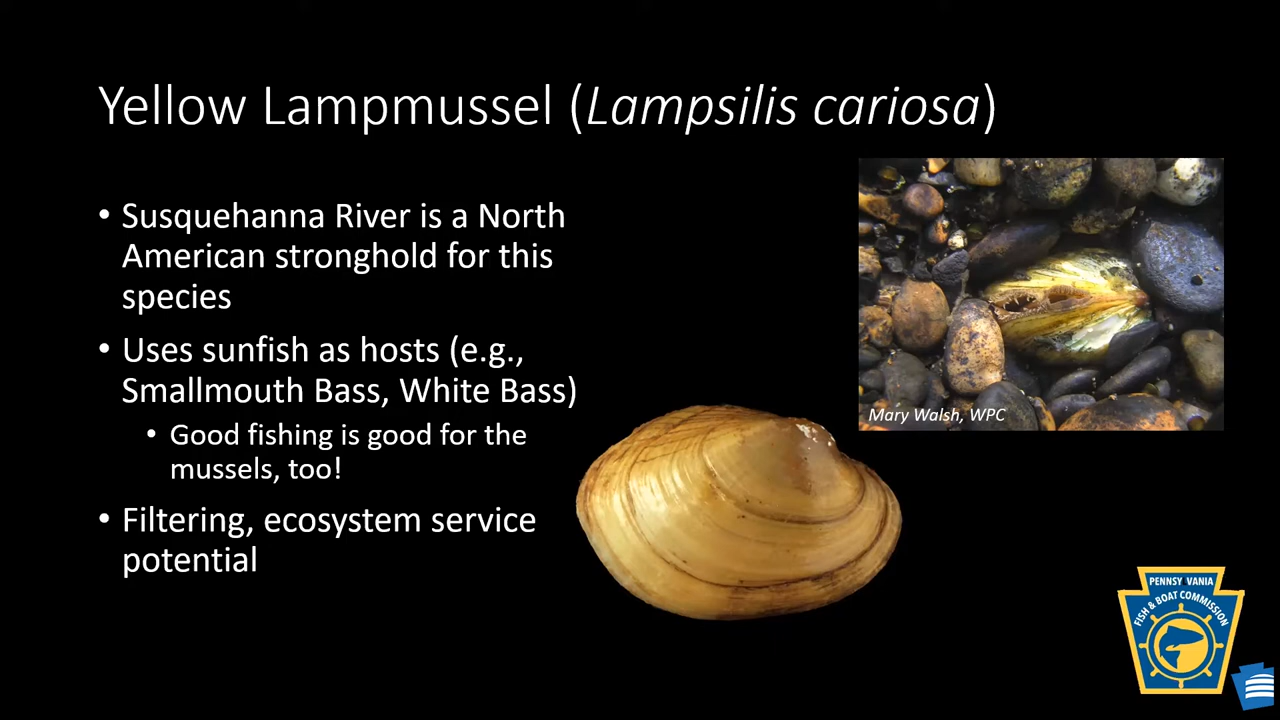 Yellow Lampmussel (Lampsilis cariosa)
• Susquehanna River is a North
American stronghold for this
species
• Uses sunfish as hosts (e.g.,
Smallmouth Bass, White Bass)
• Good fishing is good for the
mussels, too!
• Filtering, ecosystem service
potential
Mary Walsh, WPC
PENNSYLVANIA
FISH & BOAT COMMISSION